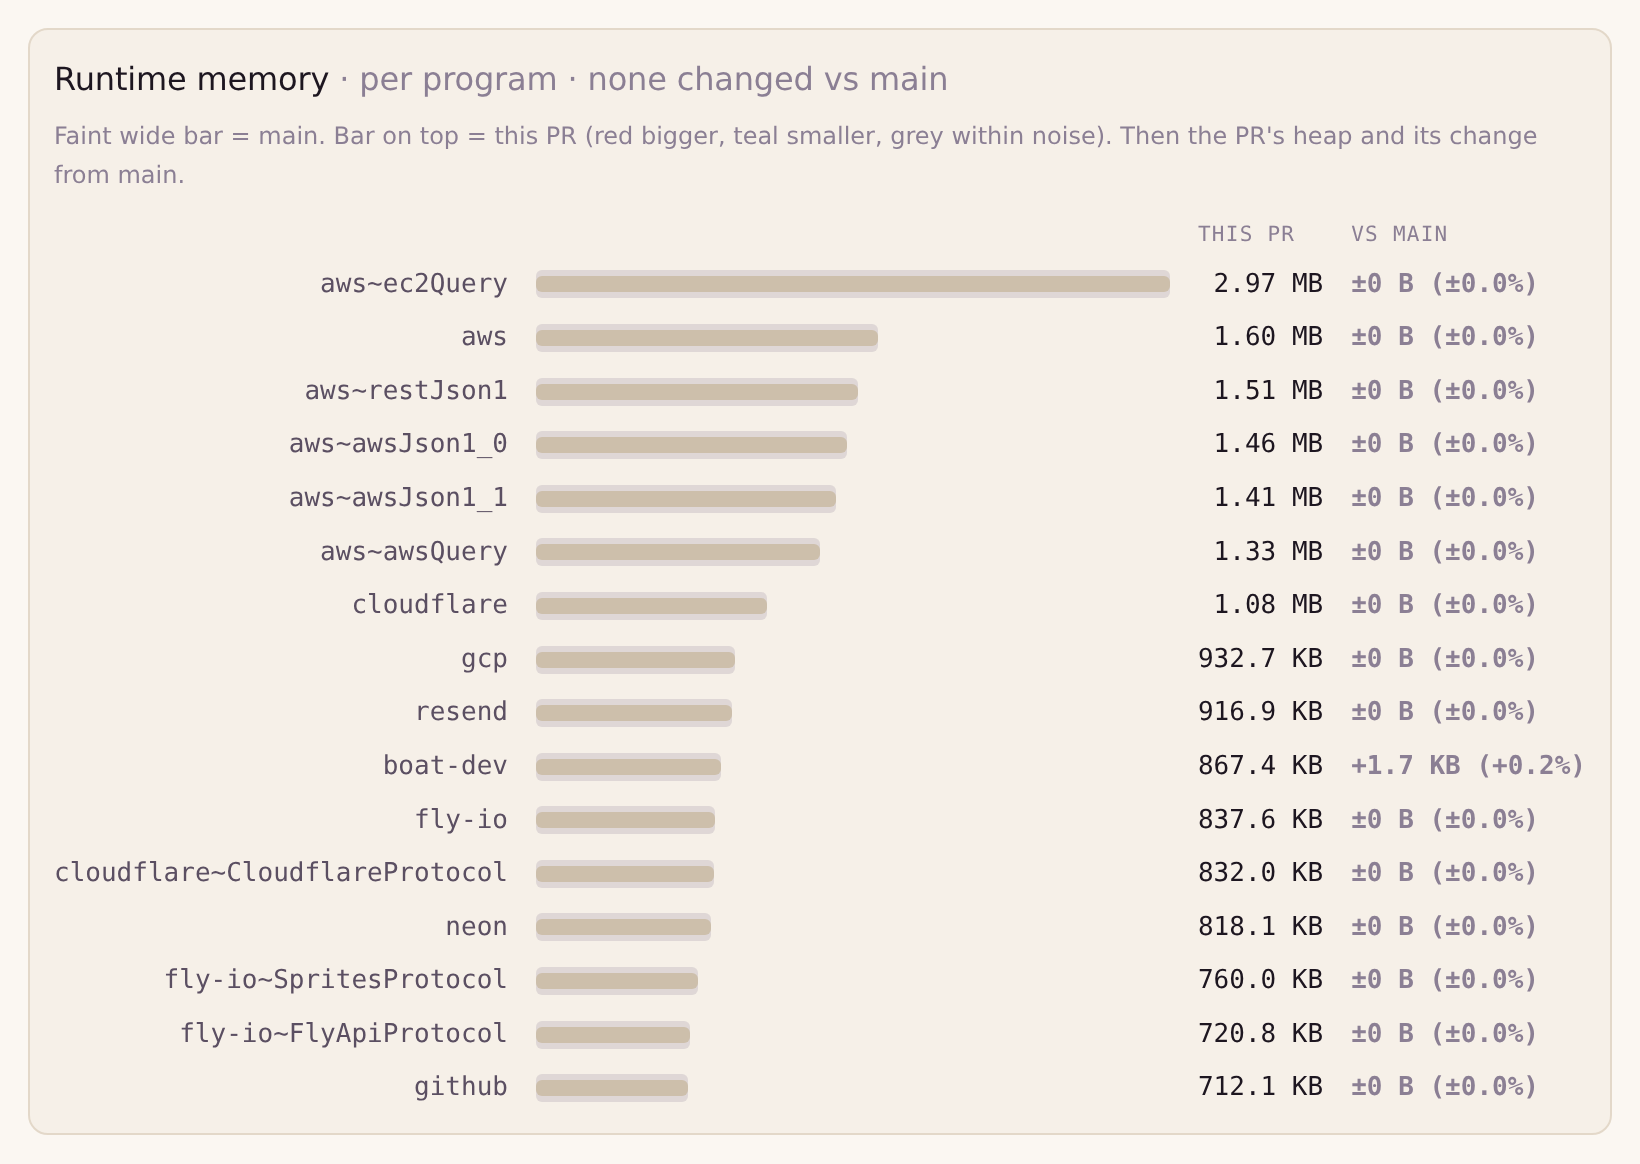 Runtime memory · per program · none changed vs main
Faint wide bar = main. Bar on top = this PR (red bigger, teal smaller, grey within noise). Then the PR's heap and its change
from main.
THIS PR VS MAIN
aws~ec2Query 2.97 MB ±0 B (±0.0%)
aws 1.60 MB ±0 B (±0.0%)
aws~restJson1 1.51 MB ±0 B (±0.0%)
aws~awsJson1_0 1.46 MB ±0 B (±0.0%)
aws~awsJson1_1 1.41 MB ±0 B (±0.0%)
aws~awsQuery 1.33 MB ±0 B (±0.0%)
cloudflare 1.08 MB ±0 B (±0.0%)
gcp 932.7 KB ±0 B (±0.0%)
resend 916.9 KB ±0 B (±0.0%)
boat-dev 867.4 KB +1.7 KB (+0.2%)
fly-io 837.6 KB ±0 B (±0.0%)
cloudflare~CloudflareProtocol 832.0 KB ±0 B (±0.0%)
neon 818.1 KB ±0 B (±0.0%)
fly-io~SpritesProtocol 760.0 KB ±0 B (±0.0%)
fly-io~FlyApiProtocol 720.8 KB ±0 B (±0.0%)
github 712.1 KB ±0 B (±0.0%)